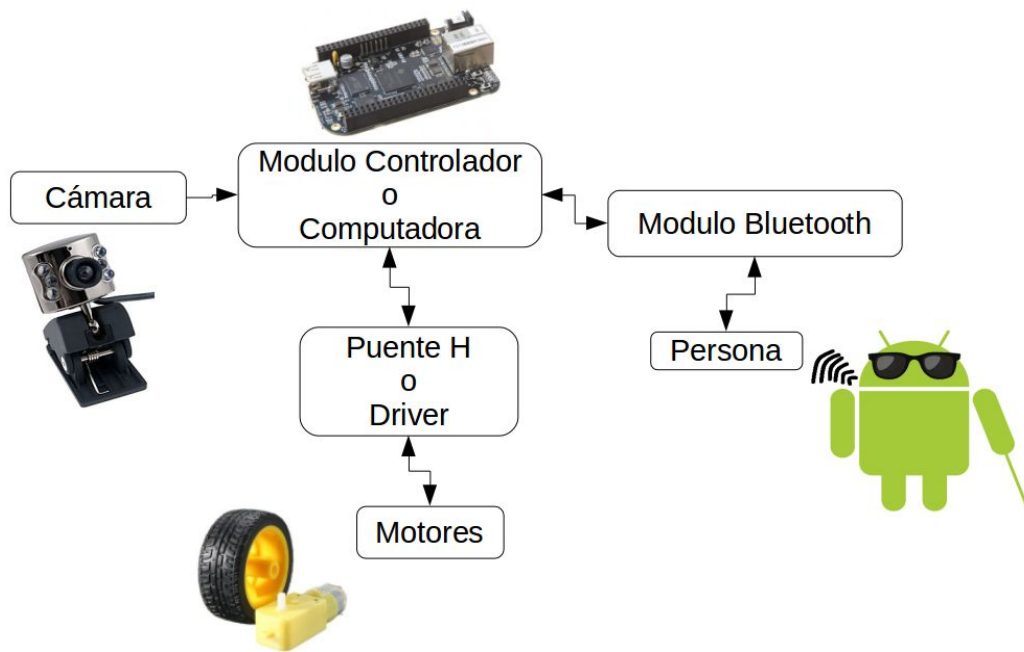 Modulo Controlador
o
Computadora
Cámara
Modulo Bluetooth
Puente H
o
Driver
Persona
Motores